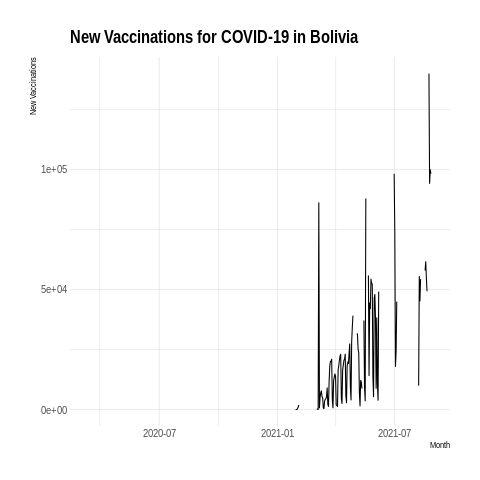 New Vaccinations for COVID-19 in Bolivia
New Vaccinations
1e+05
5e+04
0e+00
2020-07
2021-01
2021-07
Month